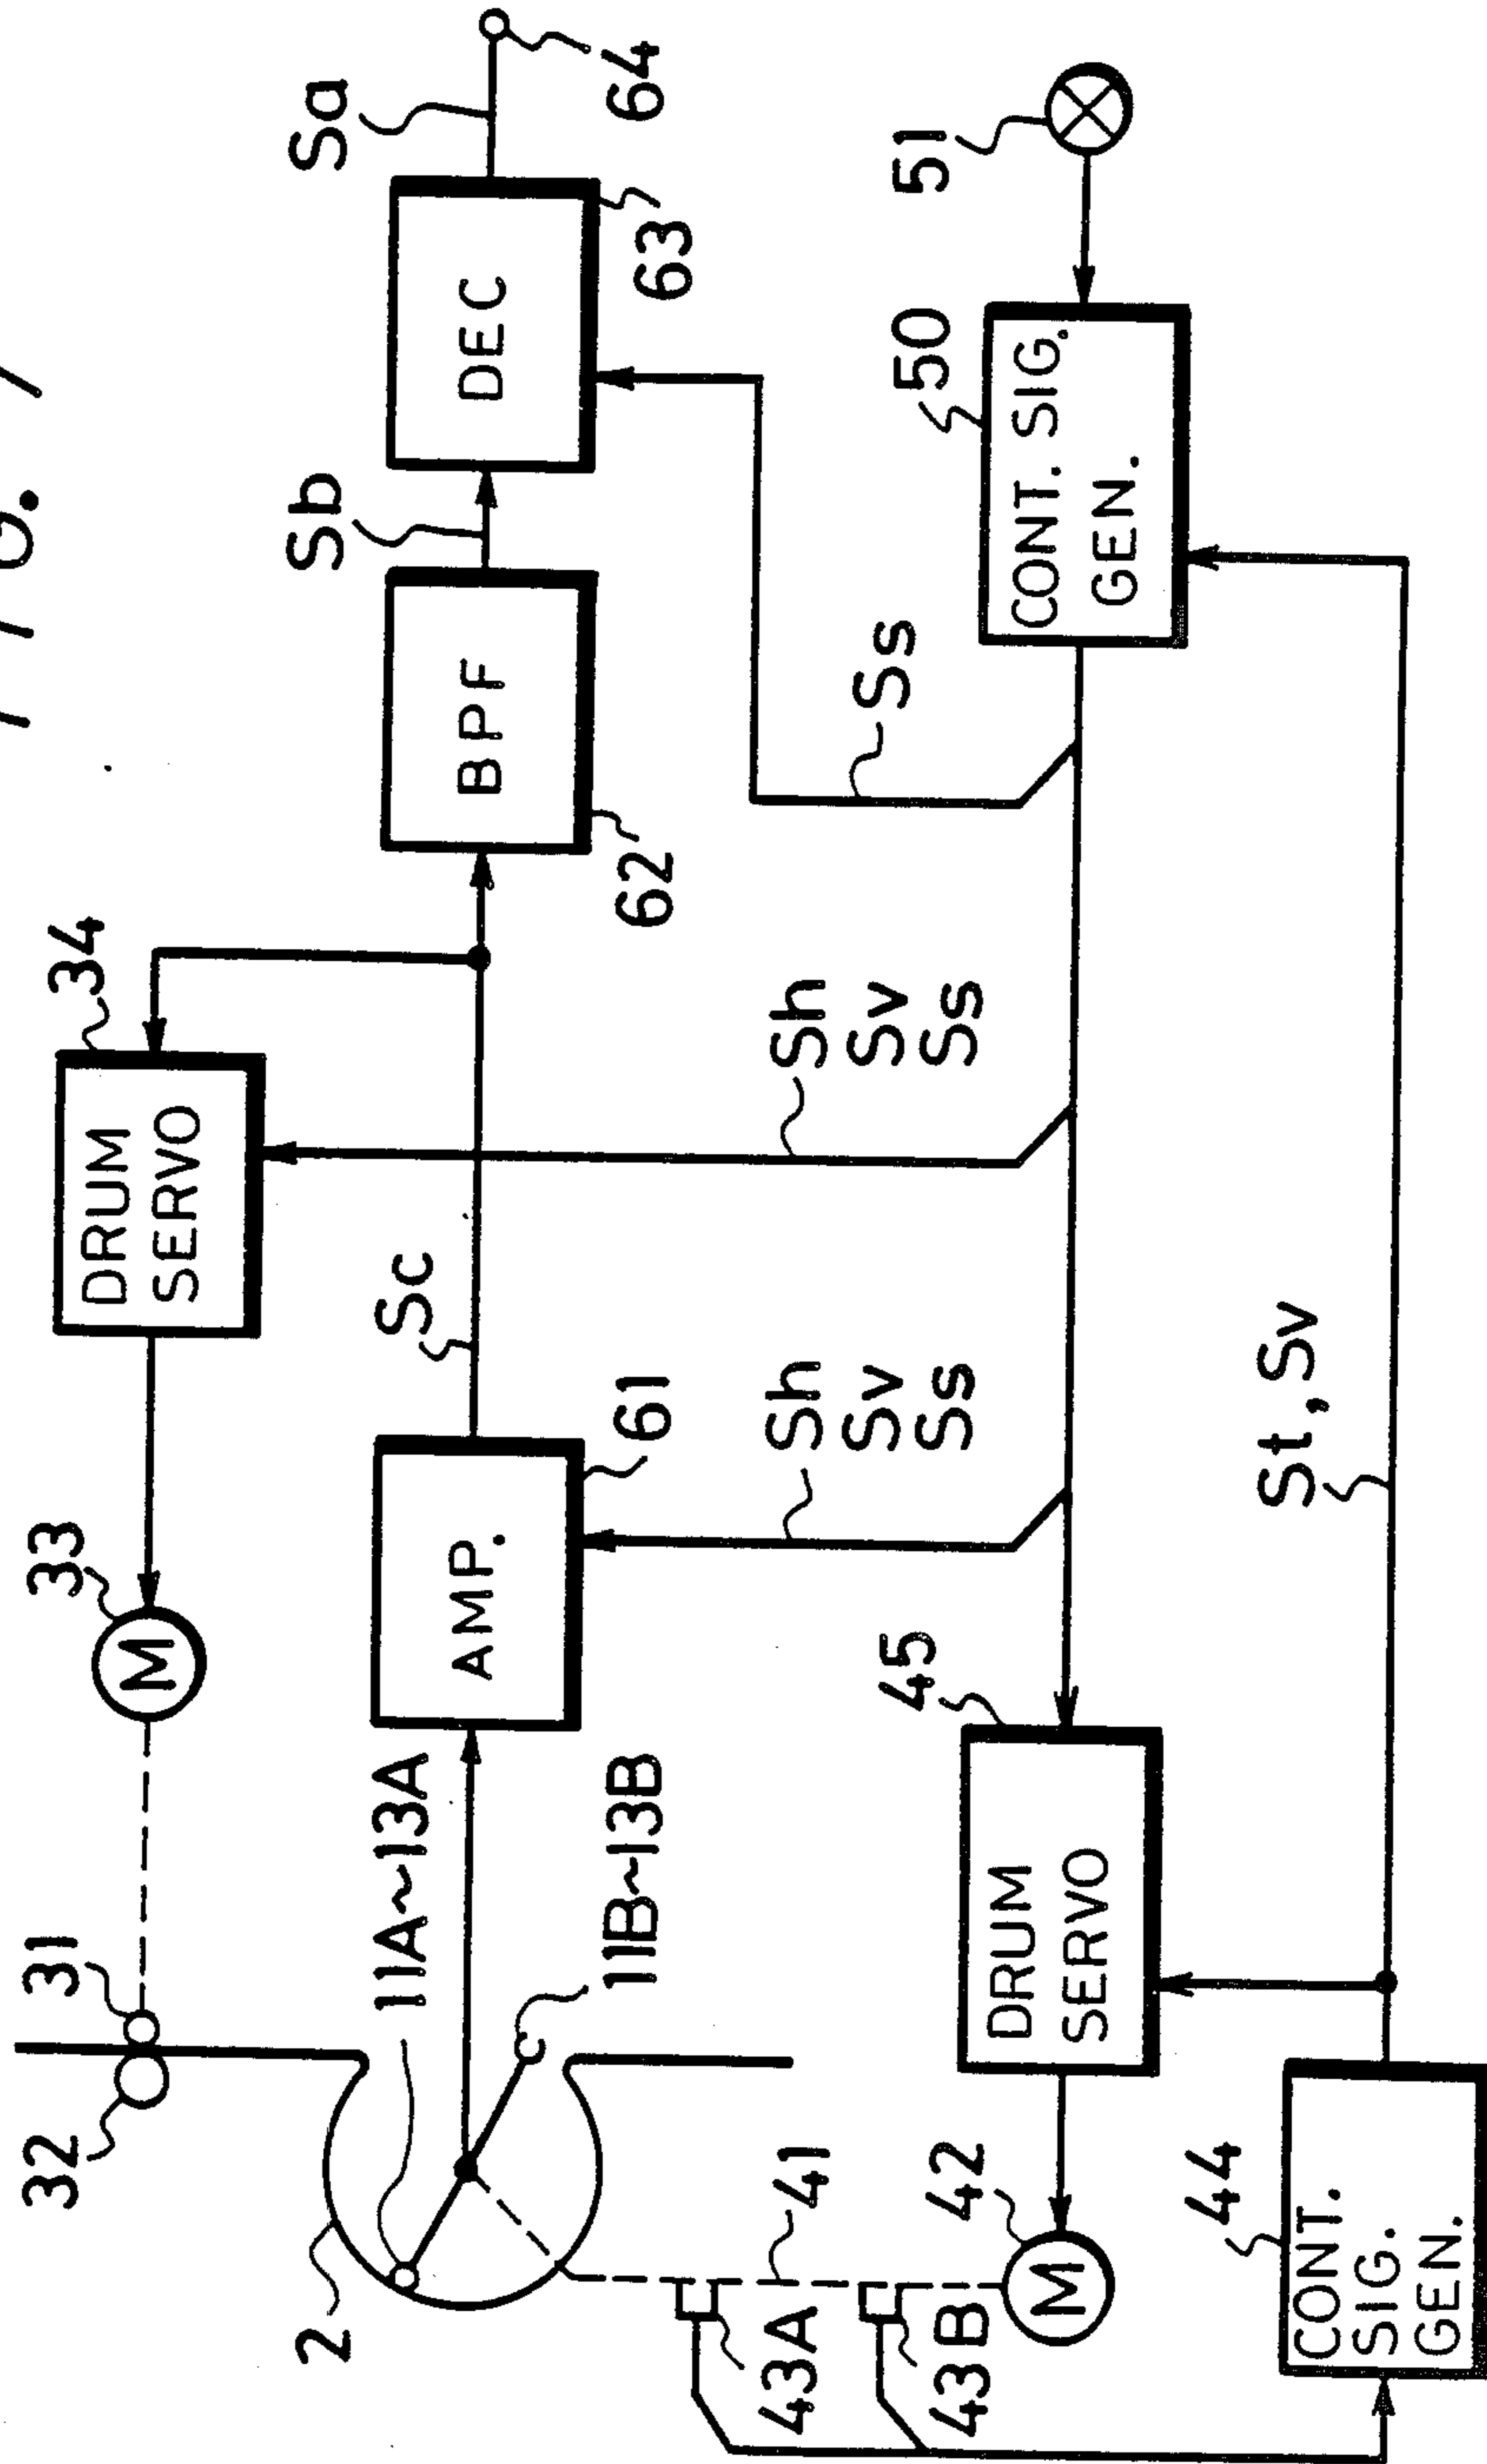 FIG. 7
32
31
33
M
34
DRUM
SERVO
2
11A~13A
11B~13B
AMP.
61
Sc
BPF
62
Sb
DEC
63
Sa
64
Sh
Sv
Ss
Sh
Sv
Ss
Ss
41
43A
43B
42
M
45
DRUM
SERVO
50
CONT. SIG.
GEN.
51
44
CONT.
SIG.
GEN.
St, Sv